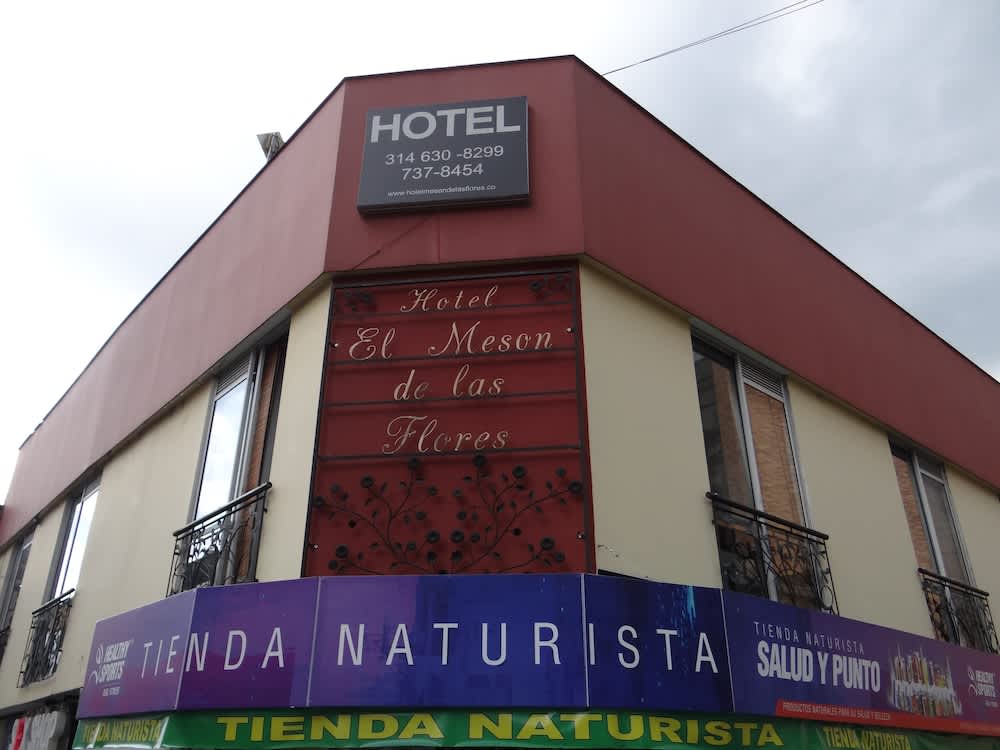 HOTEL
314 630 -8299
737-8454
www.hotelmesondelasflores.co
Hotel
El Meson
de las
Flores
HEALTHY
SPORTS
TIENDA NATURISTA
TIENDA NATURISTA
SALUD Y PUNTO
PRODUCTOS NATURALES PARA SU SALUD Y BELLEZA
HEALTHY
SPORTS
TIENDA NATURISTA
TIENDA NATURISTA
TIENDA NATURISTA